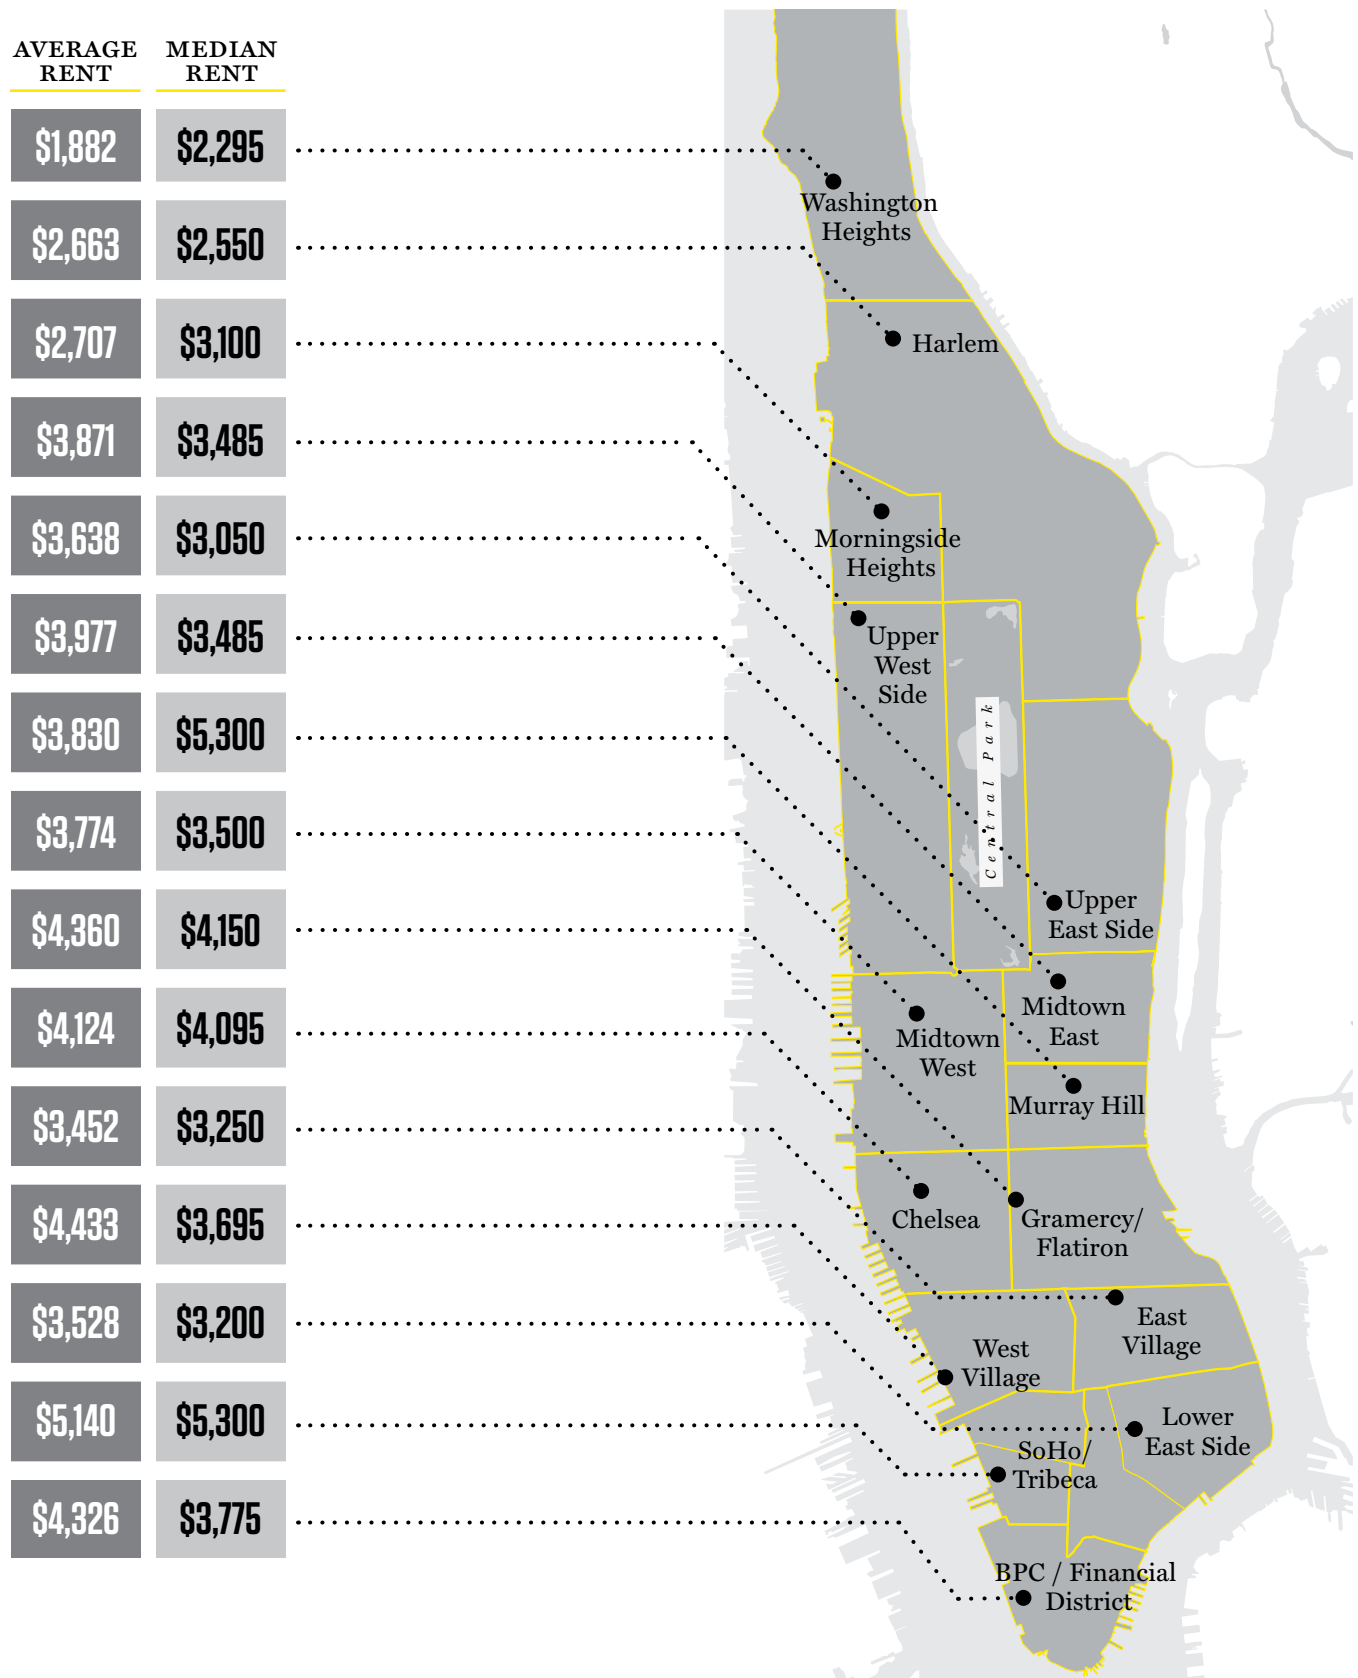 AVERAGE
RENT
MEDIAN
RENT
$1,882 $2,295
$2,663 $2,550
$2,707 $3,100
$3,871 $3,485
$3,638 $3,050
$3,977 $3,485
$3,830 $5,300
$3,774 $3,500
$4,360 $4,150
$4,124 $4,095
$3,452 $3,250
$4,433 $3,695
$3,528 $3,200
$5,140 $5,300
$4,326 $3,775
Washington
Heights
Harlem
Morningside
Heights
Upper
West
Side
Central Park
Upper
East Side
Midtown
East
Midtown
West
Murray Hill
Chelsea
Gramercy/
Flatiron
East
Village
West
Village
Lower
East Side
SoHo/
Tribeca
BPC / Financial
District